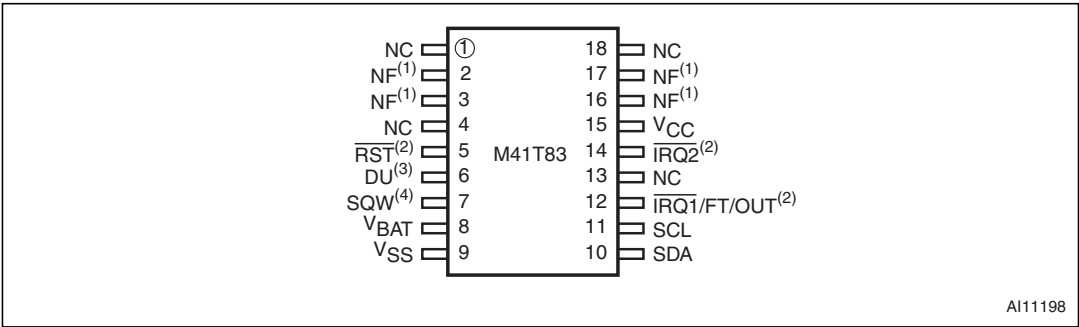 NC 1 18 NC
NF(1) 2 17 NF(1)
NF(1) 3 16 NF(1)
NC 4 15 VCC
RST(2) 5 M41T83 14 IRQ2(2)
DU(3) 6 13 NC
SQW(4) 7 12 IRQ1/FT/OUT(2)
VBAT 8 11 SCL
VSS 9 10 SDA
AI11198